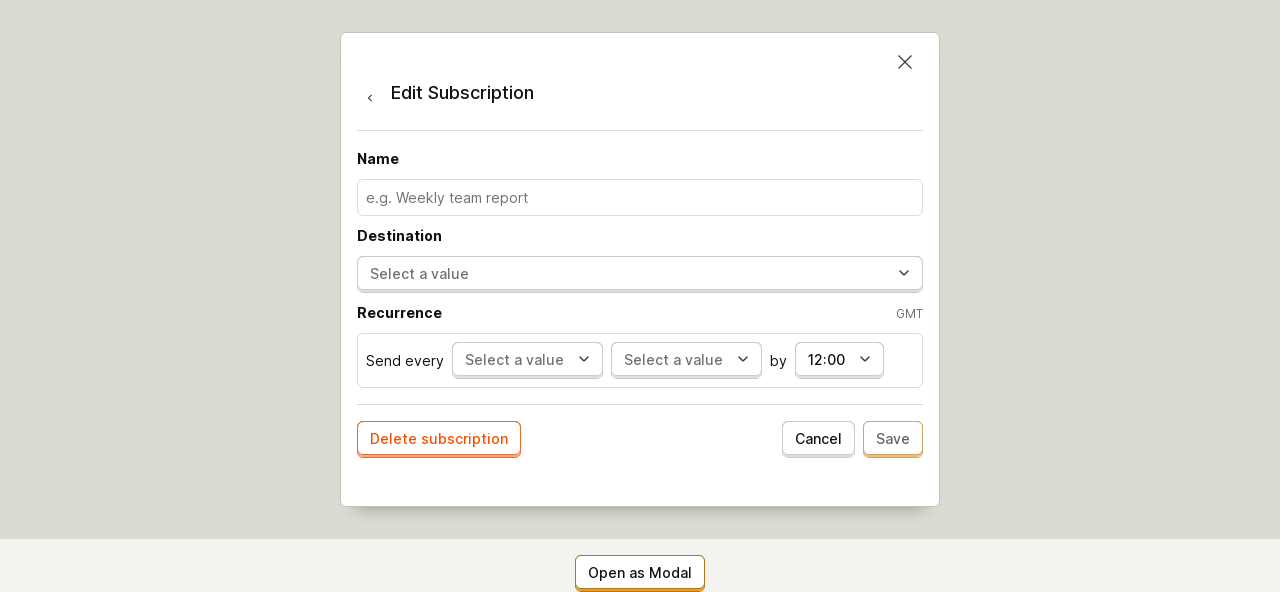 Edit Subscription
Name
e.g. Weekly team report
Destination
Select a value
Recurrence GMT
Send every Select a value Select a value by 12:00
Delete subscription Cancel Save
Open as Modal